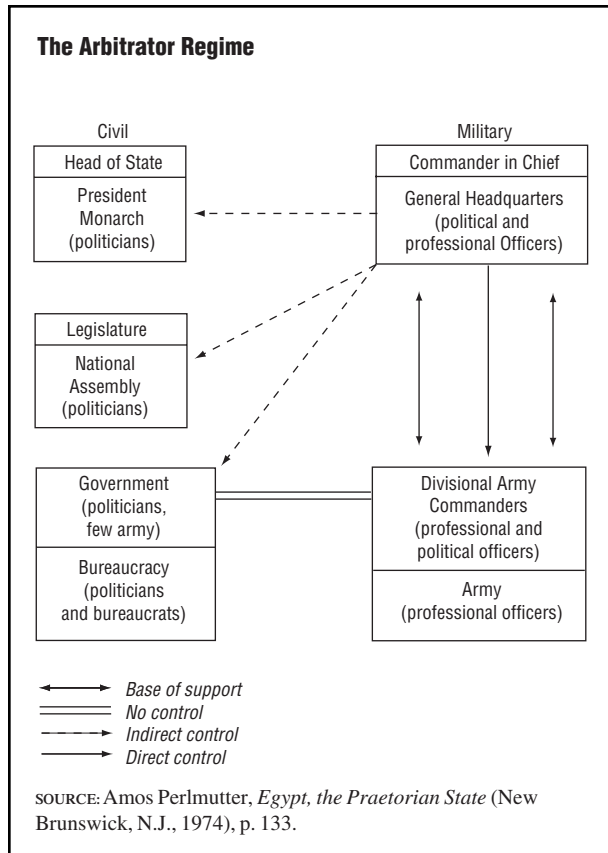 The Arbitrator Regime
Civil
Military
Head of State
President
Monarch
(politicians)
Commander in Chief
General Headquarters
(political and
professional Officers)
Legislature
National
Assembly
(politicians)
Government
(politicians,
few army)
Bureaucracy
(politicians
and bureaucrats)
Divisional Army
Commanders
(professional and
political officers)
Army
(professional officers)
Base of support
No control
Indirect control
Direct control
SOURCE: Amos Perlmutter, Egypt, the Praetorian State (New
Brunswick, N.J., 1974), p. 133.